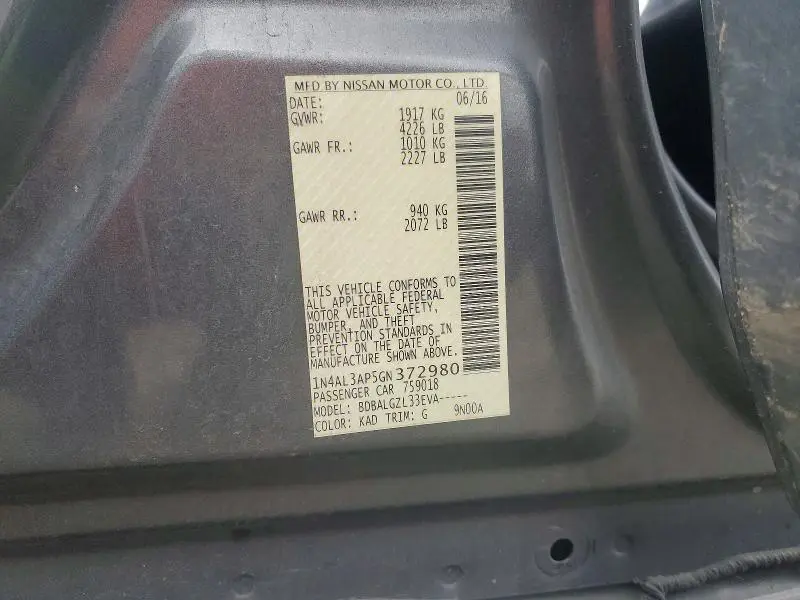 MFD BY NISSAN MOTOR CO., LTD.
DATE: 06/16
GVWR: 1917 KG
4226 LB
GAWR FR.: 1010 KG
2227 LB
GAWR RR.: 940 KG
2072 LB
THIS VEHICLE CONFORMS TO
ALL APPLICABLE FEDERAL
MOTOR VEHICLE SAFETY,
BUMPER, AND THEFT
PREVENTION STANDARDS IN
EFFECT ON THE DATE OF
MANUFACTURE SHOWN ABOVE.
1N4AL3AP5GN372980
PASSENGER CAR 759018
MODEL: BDBALGZL33EVA-----
COLOR: KAD TRIM: G 9N00A